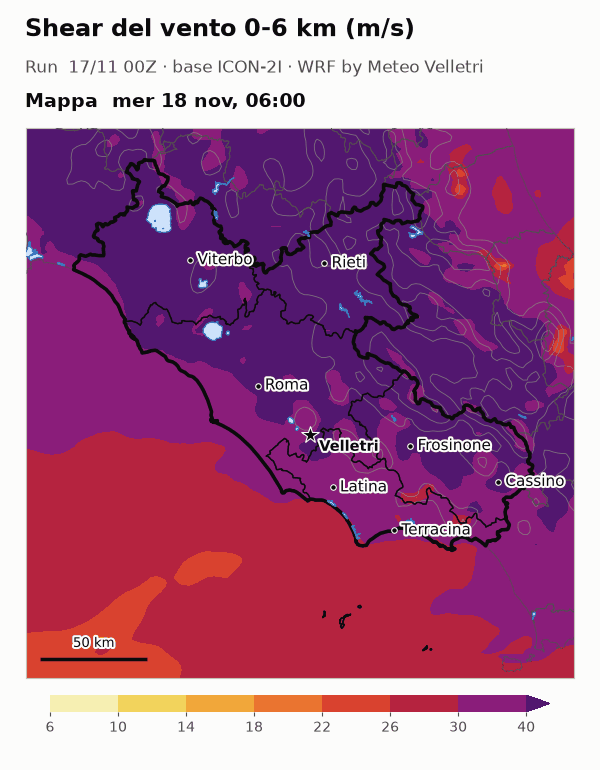 Shear del vento 0-6 km (m/s)
Run  17/11 00Z · base ICON-2I · WRF by Meteo Velletri
Mappa  mer 18 nov, 06:00
Viterbo
Rieti
Roma
Velletri
Frosinone
Cassino
Latina
Terracina
50 km
6 10 14 18 22 26 30 40